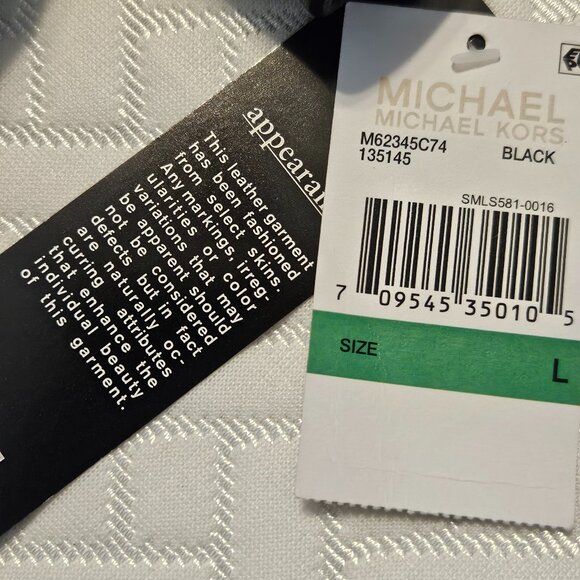 appearan
This leather garment
has been fashioned
from select skins.
Any markings, irreg-
ularities or color
variations that may
be apparent should
not be considered
defects but in fact
are naturally oc-
curring attributes
that enhance the
individual beauty
of this garment.
MICHAEL
MICHAEL KORS
M62345C74
135145 BLACK
SMLS581-0016
7 09545 35010 5
SIZE L